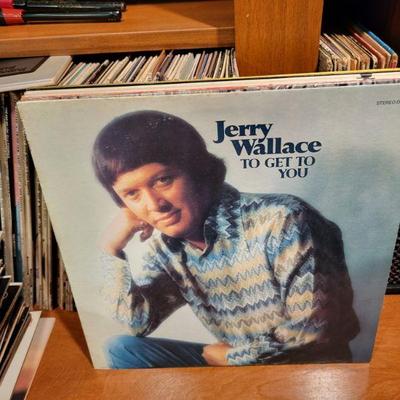 STEREO
Jerry
Wallace
TO GET TO
YOU